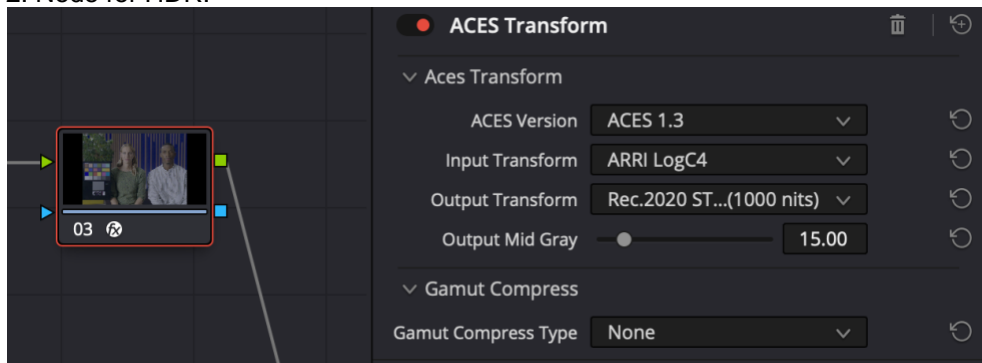 2. Node for HDR:
ACES Transform
Aces Transform
ACES Version ACES 1.3
Input Transform ARRI LogC4
Output Transform Rec.2020 ST...(1000 nits)
Output Mid Gray 15.00
03 fx
Gamut Compress
Gamut Compress Type None